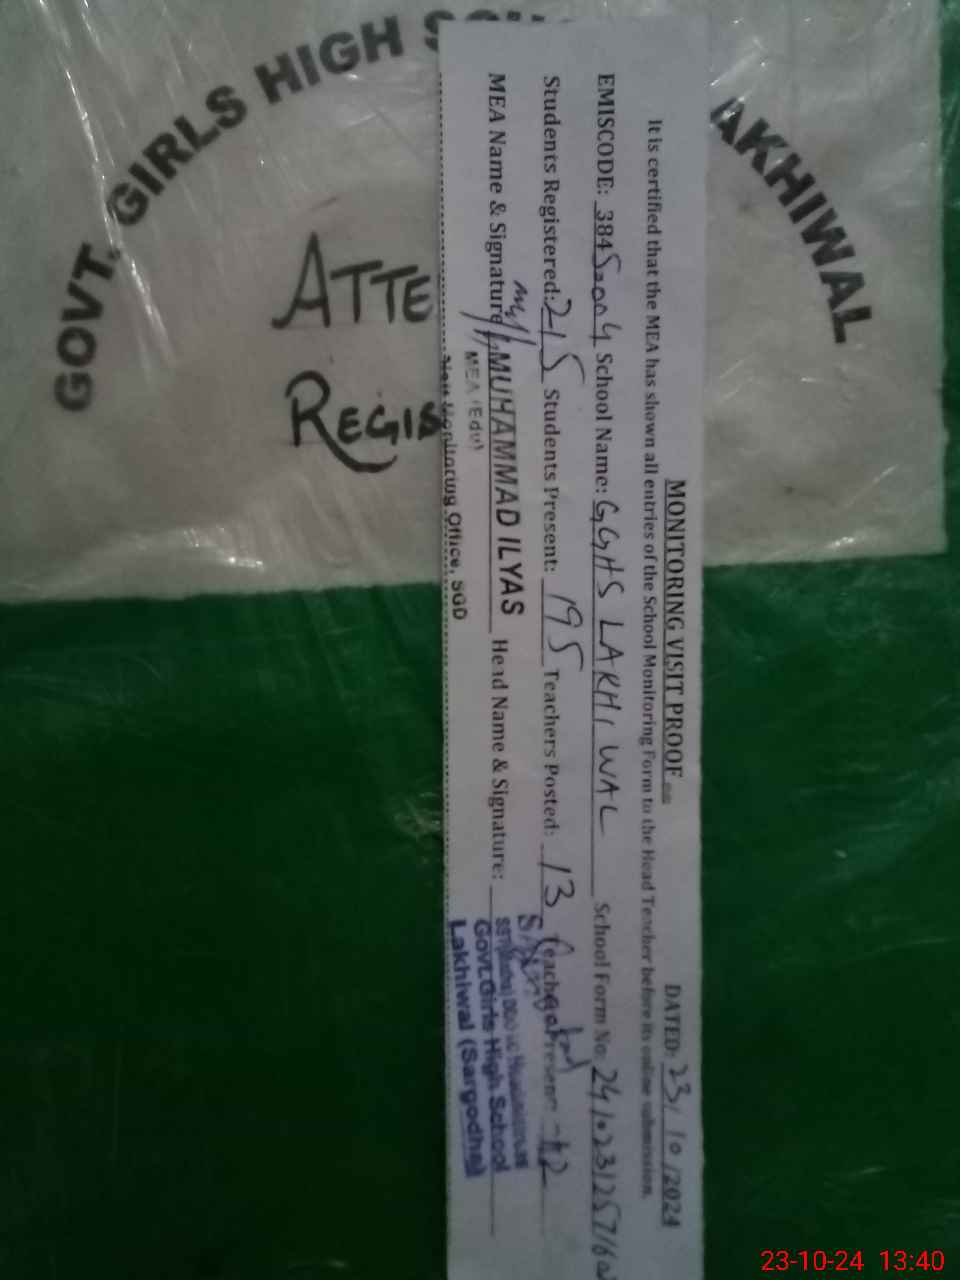 GOVT. GIRLS HIGH
AKHIWAL
ATTE
REGIS
MONITORING VISIT PROOF
DATED: 23/10/2024
It is certified that the MEA has shown all entries of the School Monitoring Form to the Head Teacher before its online submission.
EMISCODE: 38450004 School Name: GGHS LAKHIWAL School Form No:
Students Registered: 215 Students Present: 195 Teachers Posted: 13 Teachers Present: 12
MEA Name & Signature MUHAMMAD ILYAS Head Name & Signature:
MEA (Edu)
Monitoring Office, SGD
Govt. Girls High School
Lakhiwal (Sargodha)
23-10-24 13:40